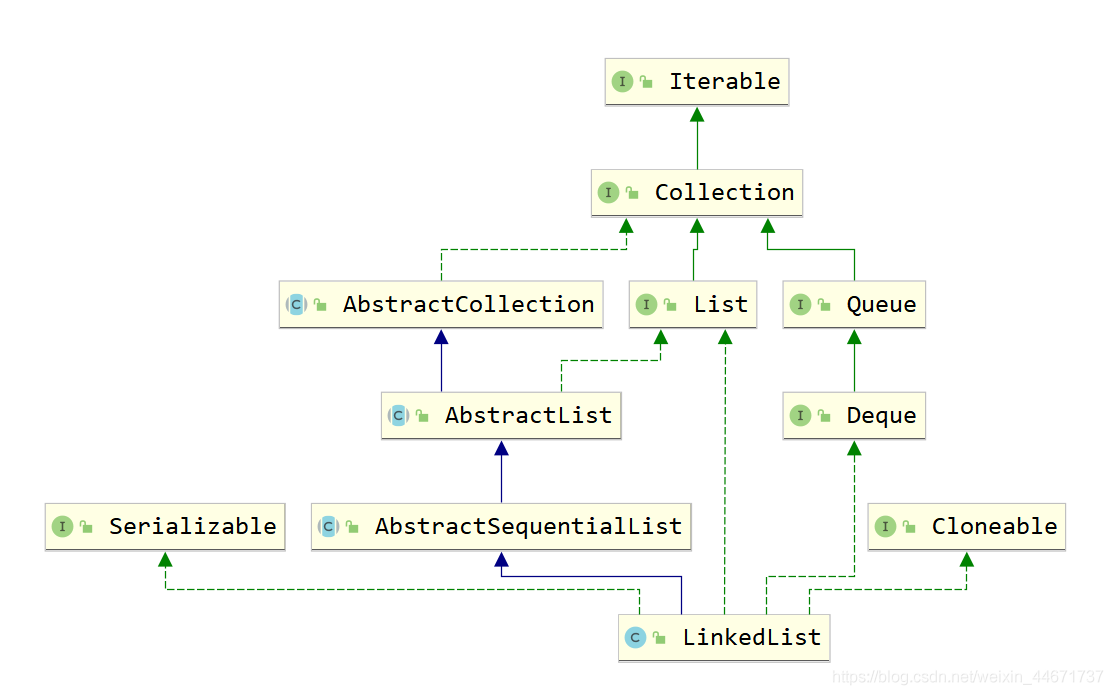 I Iterable
I Collection
C AbstractCollection
I List
I Queue
C AbstractList
I Deque
I Serializable
C AbstractSequentialList
I Cloneable
C LinkedList
https://blog.csdn.net/weixin_44671737